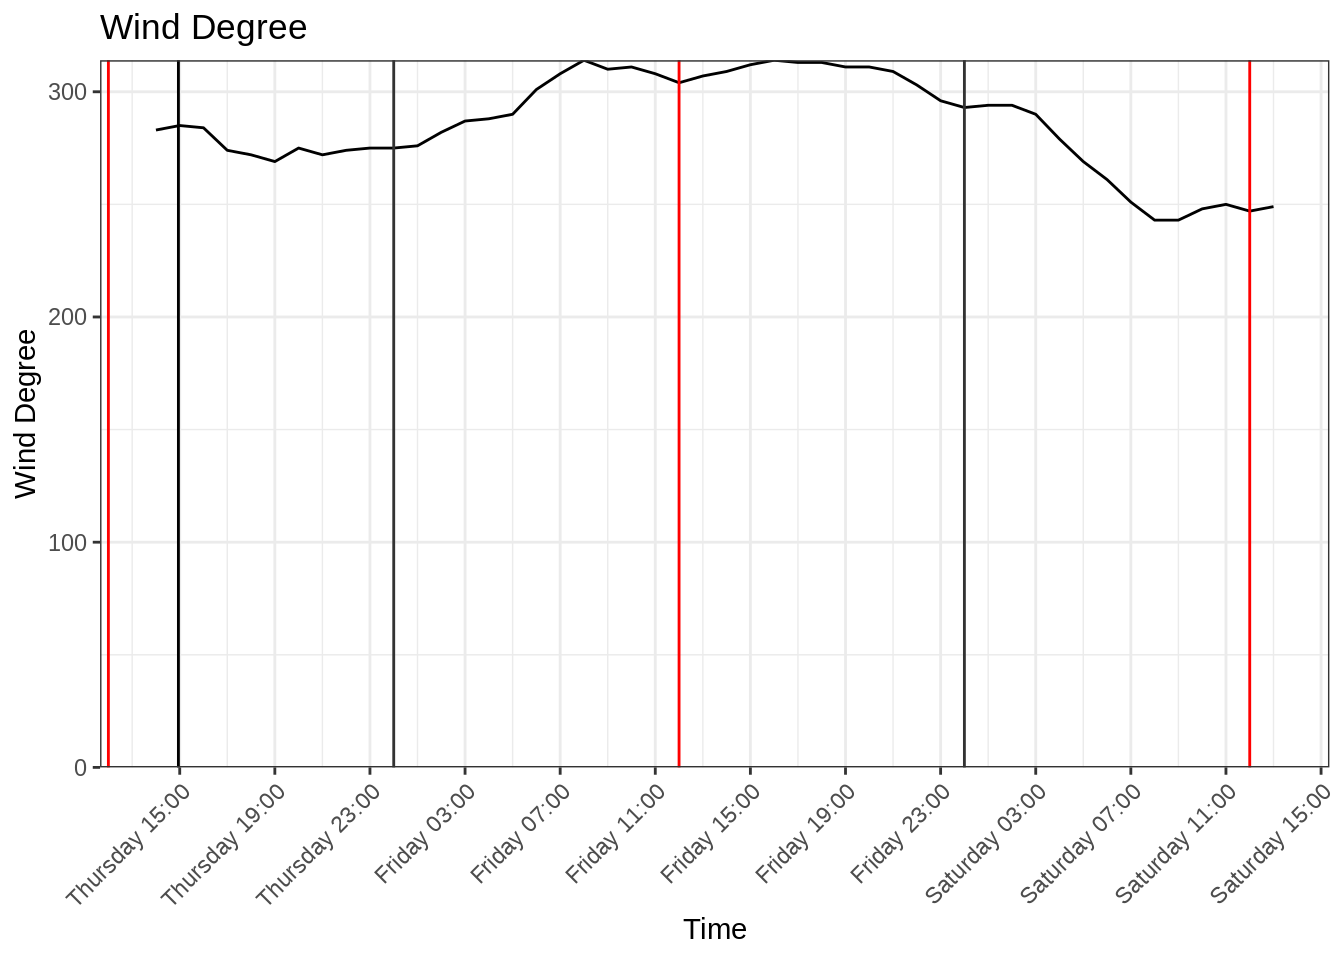 Wind Degree
Wind Degree
300
200
100
0
Thursday 15:00
Thursday 19:00
Thursday 23:00
Friday 03:00
Friday 07:00
Friday 11:00
Friday 15:00
Friday 19:00
Friday 23:00
Saturday 03:00
Saturday 07:00
Saturday 11:00
Saturday 15:00
Time